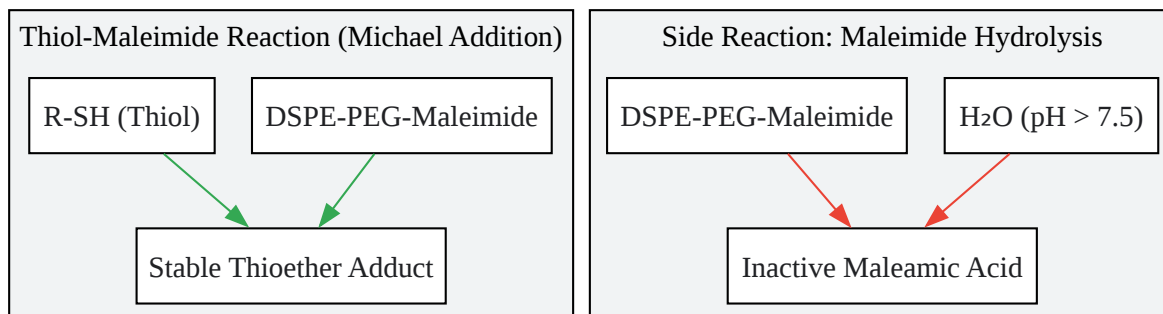 Thiol-Maleimide Reaction (Michael Addition)
R-SH (Thiol)
DSPE-PEG-Maleimide
Stable Thioether Adduct
Side Reaction: Maleimide Hydrolysis
DSPE-PEG-Maleimide
H₂O (pH > 7.5)
Inactive Maleamic Acid